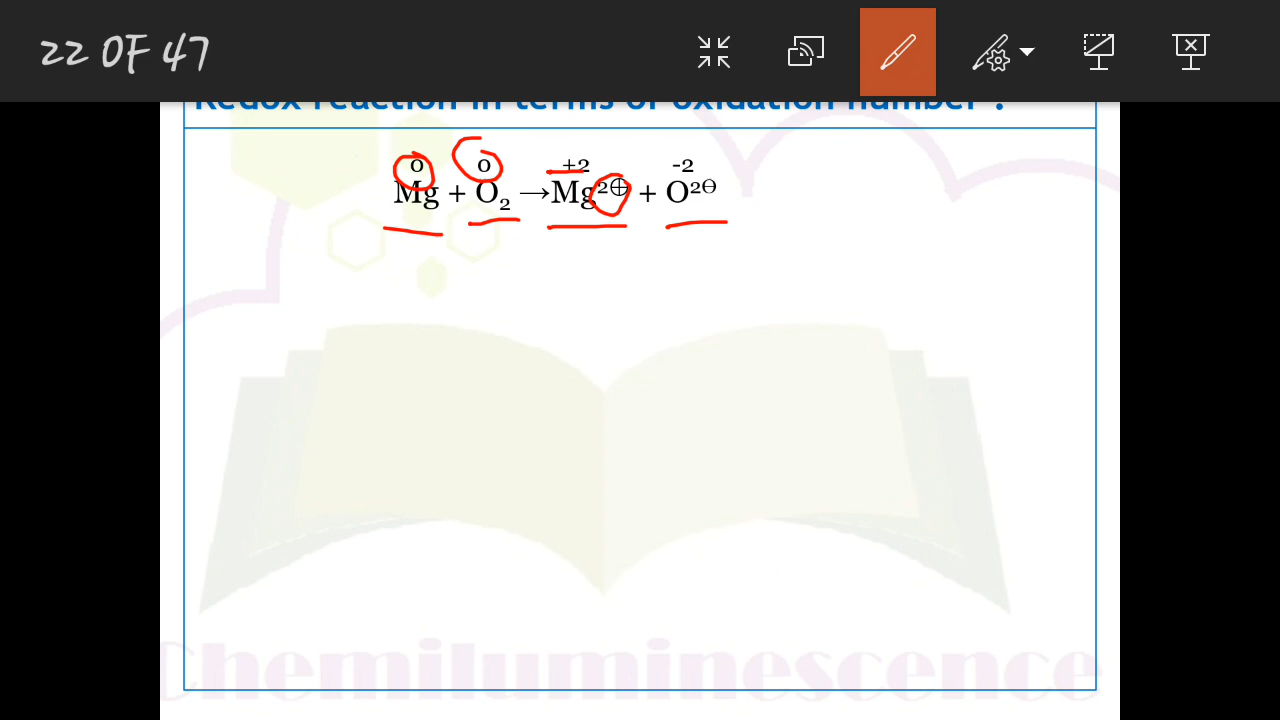 22 OF 47
Redox reaction in terms of oxidation number :
0 0 +2 -2
Mg + O₂ →Mg²⊕ + O²⊖
Chemiluminescence